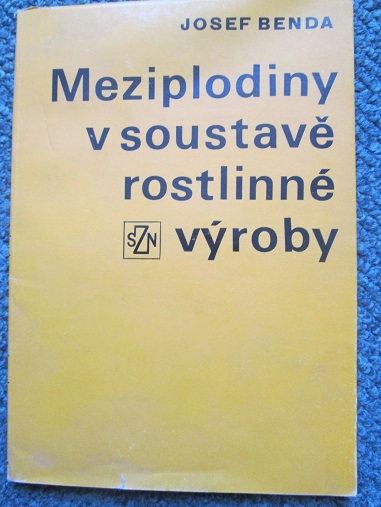 JOSEF BENDA
Meziplodiny
v soustavě
rostlinné
SZN výroby